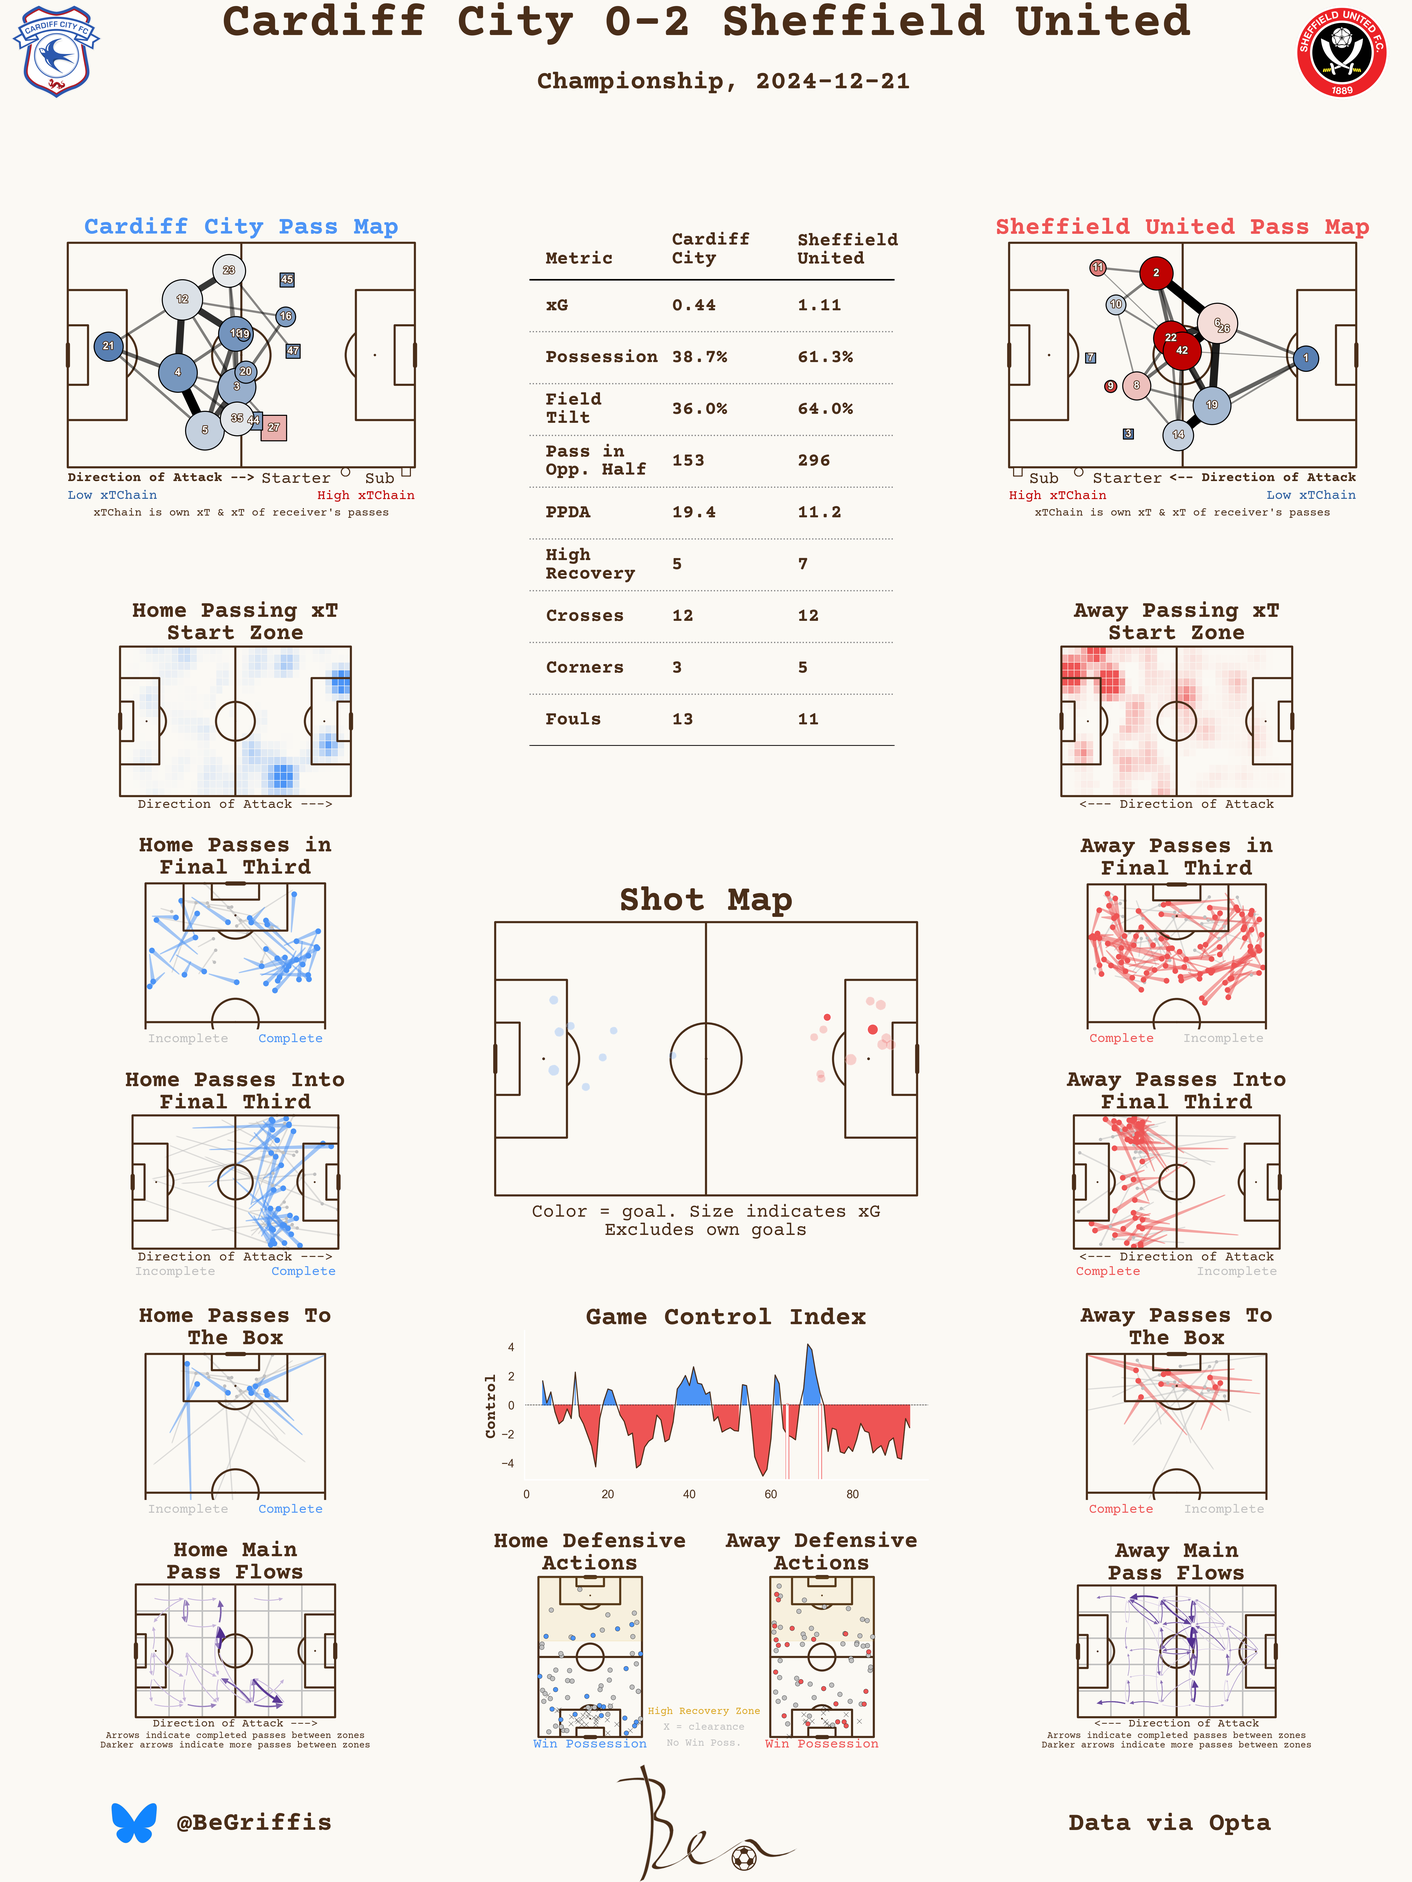 Cardiff City 0-2 Sheffield United
Championship, 2024-12-21
CARDIFF CITY FC
SHEFFIELD UNITED F.C.
1889
Cardiff City Pass Map
23
45
12
16
18
19
21
47
4
20
3
35
44
27
5
Direction of Attack --> Starter Sub
Low xTChain High xTChain
xTChain is own xT & xT of receiver's passes
Metric Cardiff City Sheffield United
xG 0.44 1.11
Possession 38.7% 61.3%
Field Tilt 36.0% 64.0%
Pass in Opp. Half 153 296
PPDA 19.4 11.2
High Recovery 5 7
Crosses 12 12
Corners 3 5
Fouls 13 11
Sheffield United Pass Map
11
2
10
6
26
22
42
7
1
9
8
19
3
14
Sub Starter <-- Direction of Attack
High xTChain Low xTChain
xTChain is own xT & xT of receiver's passes
Home Passing xT
Start Zone
Direction of Attack --->
Away Passing xT
Start Zone
<--- Direction of Attack
Home Passes in
Final Third
Incomplete Complete
Away Passes in
Final Third
Complete Incomplete
Shot Map
Color = goal. Size indicates xG
Excludes own goals
Home Passes Into
Final Third
Direction of Attack --->
Incomplete Complete
Away Passes Into
Final Third
<--- Direction of Attack
Complete Incomplete
Home Passes To
The Box
Incomplete Complete
Game Control Index
Control
4
2
0
−2
−4
0 20 40 60 80
Away Passes To
The Box
Complete Incomplete
Home Main
Pass Flows
Direction of Attack --->
Arrows indicate completed passes between zones
Darker arrows indicate more passes between zones
Home Defensive
Actions
Win Possession
High Recovery Zone
X = clearance
No Win Poss.
Away Defensive
Actions
Win Possession
Away Main
Pass Flows
<--- Direction of Attack
Arrows indicate completed passes between zones
Darker arrows indicate more passes between zones
@BeGriffis
Ben
Data via Opta